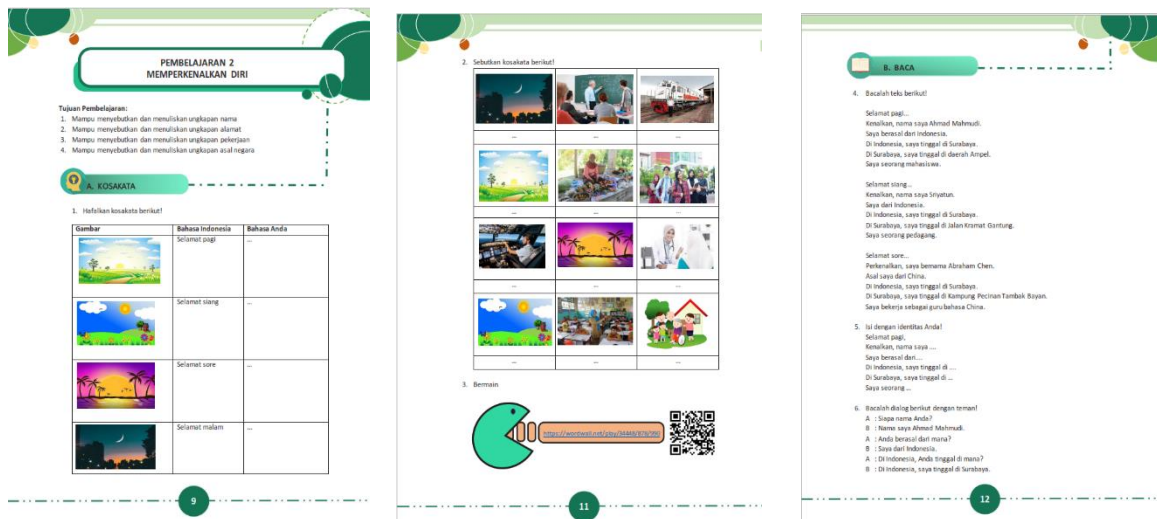 PEMBELAJARAN 2
MEMPERKENALKAN DIRI
Tujuan Pembelajaran:
1. Mampu menyebutkan dan menuliskan ungkapan nama
2. Mampu menyebutkan dan menuliskan ungkapan alamat
3. Mampu menyebutkan dan menuliskan ungkapan pekerjaan
4. Mampu menyebutkan dan menuliskan ungkapan asal negara
A. KOSAKATA
1. Hafalkan kosakata berikut!
Gambar Bahasa Indonesia Bahasa Anda
Selamat pagi ...
Selamat siang ...
Selamat sore ...
Selamat malam ...
9
2. Sebutkan kosakata berikut!
... ... ...
... ... ...
... ... ...
... ... ...
3. Bermain
11
B. BACA
4. Bacalah teks berikut!
Selamat pagi...
Kenalkan, nama saya Ahmad Mahmudi.
Saya berasal dari Indonesia.
Di Indonesia, saya tinggal di Surabaya.
Di Surabaya, saya tinggal di daerah Ampel.
Saya seorang mahasiswa.
Selamat siang...
Kenalkan, nama saya Sriyatun.
Saya dari Indonesia.
Di Indonesia, saya tinggal di Surabaya.
Di Surabaya, saya tinggal di Jalan Kramat Gantung.
Saya seorang pedagang.
Selamat sore...
Perkenalkan, saya bernama Abraham Chen.
Asal saya dari China.
Di Indonesia, saya tinggal di Surabaya.
Di Surabaya, saya tinggal di Kampung Pecinan Tambak Bayan.
Saya bekerja sebagai guru bahasa China.
5. Isi dengan identitas Anda!
Selamat pagi,
Kenalkan, nama saya ....
Saya berasal dari....
Di Indonesia, saya tinggal di ....
Di Surabaya, saya tinggal di ...
Saya seorang ...
6. Bacalah dialog berikut dengan teman!
A : Siapa nama Anda?
B : Nama saya Ahmad Mahmudi.
A : Anda berasal dari mana?
B : Saya dari Indonesia.
A : Di Indonesia, Anda tinggal di mana?
B : Di Indonesia, saya tinggal di Surabaya.
12